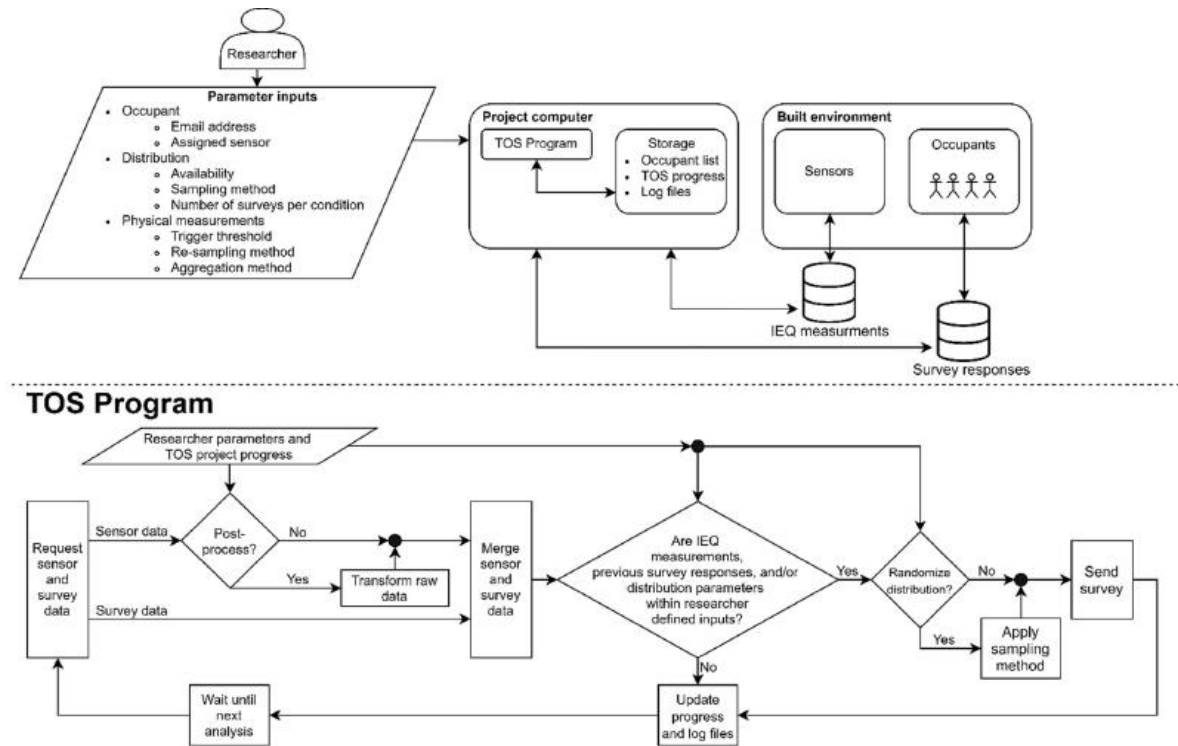 Researcher
Parameter inputs
• Occupant
o Email address
o Assigned sensor
• Distribution
o Availability
o Sampling method
o Number of surveys per condition
• Physical measurements
o Trigger threshold
o Re-sampling method
o Aggregation method
Project computer
TOS Program
Storage
• Occupant list
• TOS progress
• Log files
Built environment
Sensors
Occupants
IEQ measurments
Survey responses
TOS Program
Researcher parameters and
TOS project progress
Request
sensor
and
survey
data
Sensor data
Survey data
Post-
process?
No
Yes
Transform raw
data
Merge
sensor
and
survey
data
Are IEQ
measurements,
previous survey responses, and/or
distribution parameters
within researcher
defined inputs?
Yes
No
Randomize
distribution?
No
Yes
Apply
sampling
method
Send
survey
Update
progress
and log files
Wait until
next
analysis